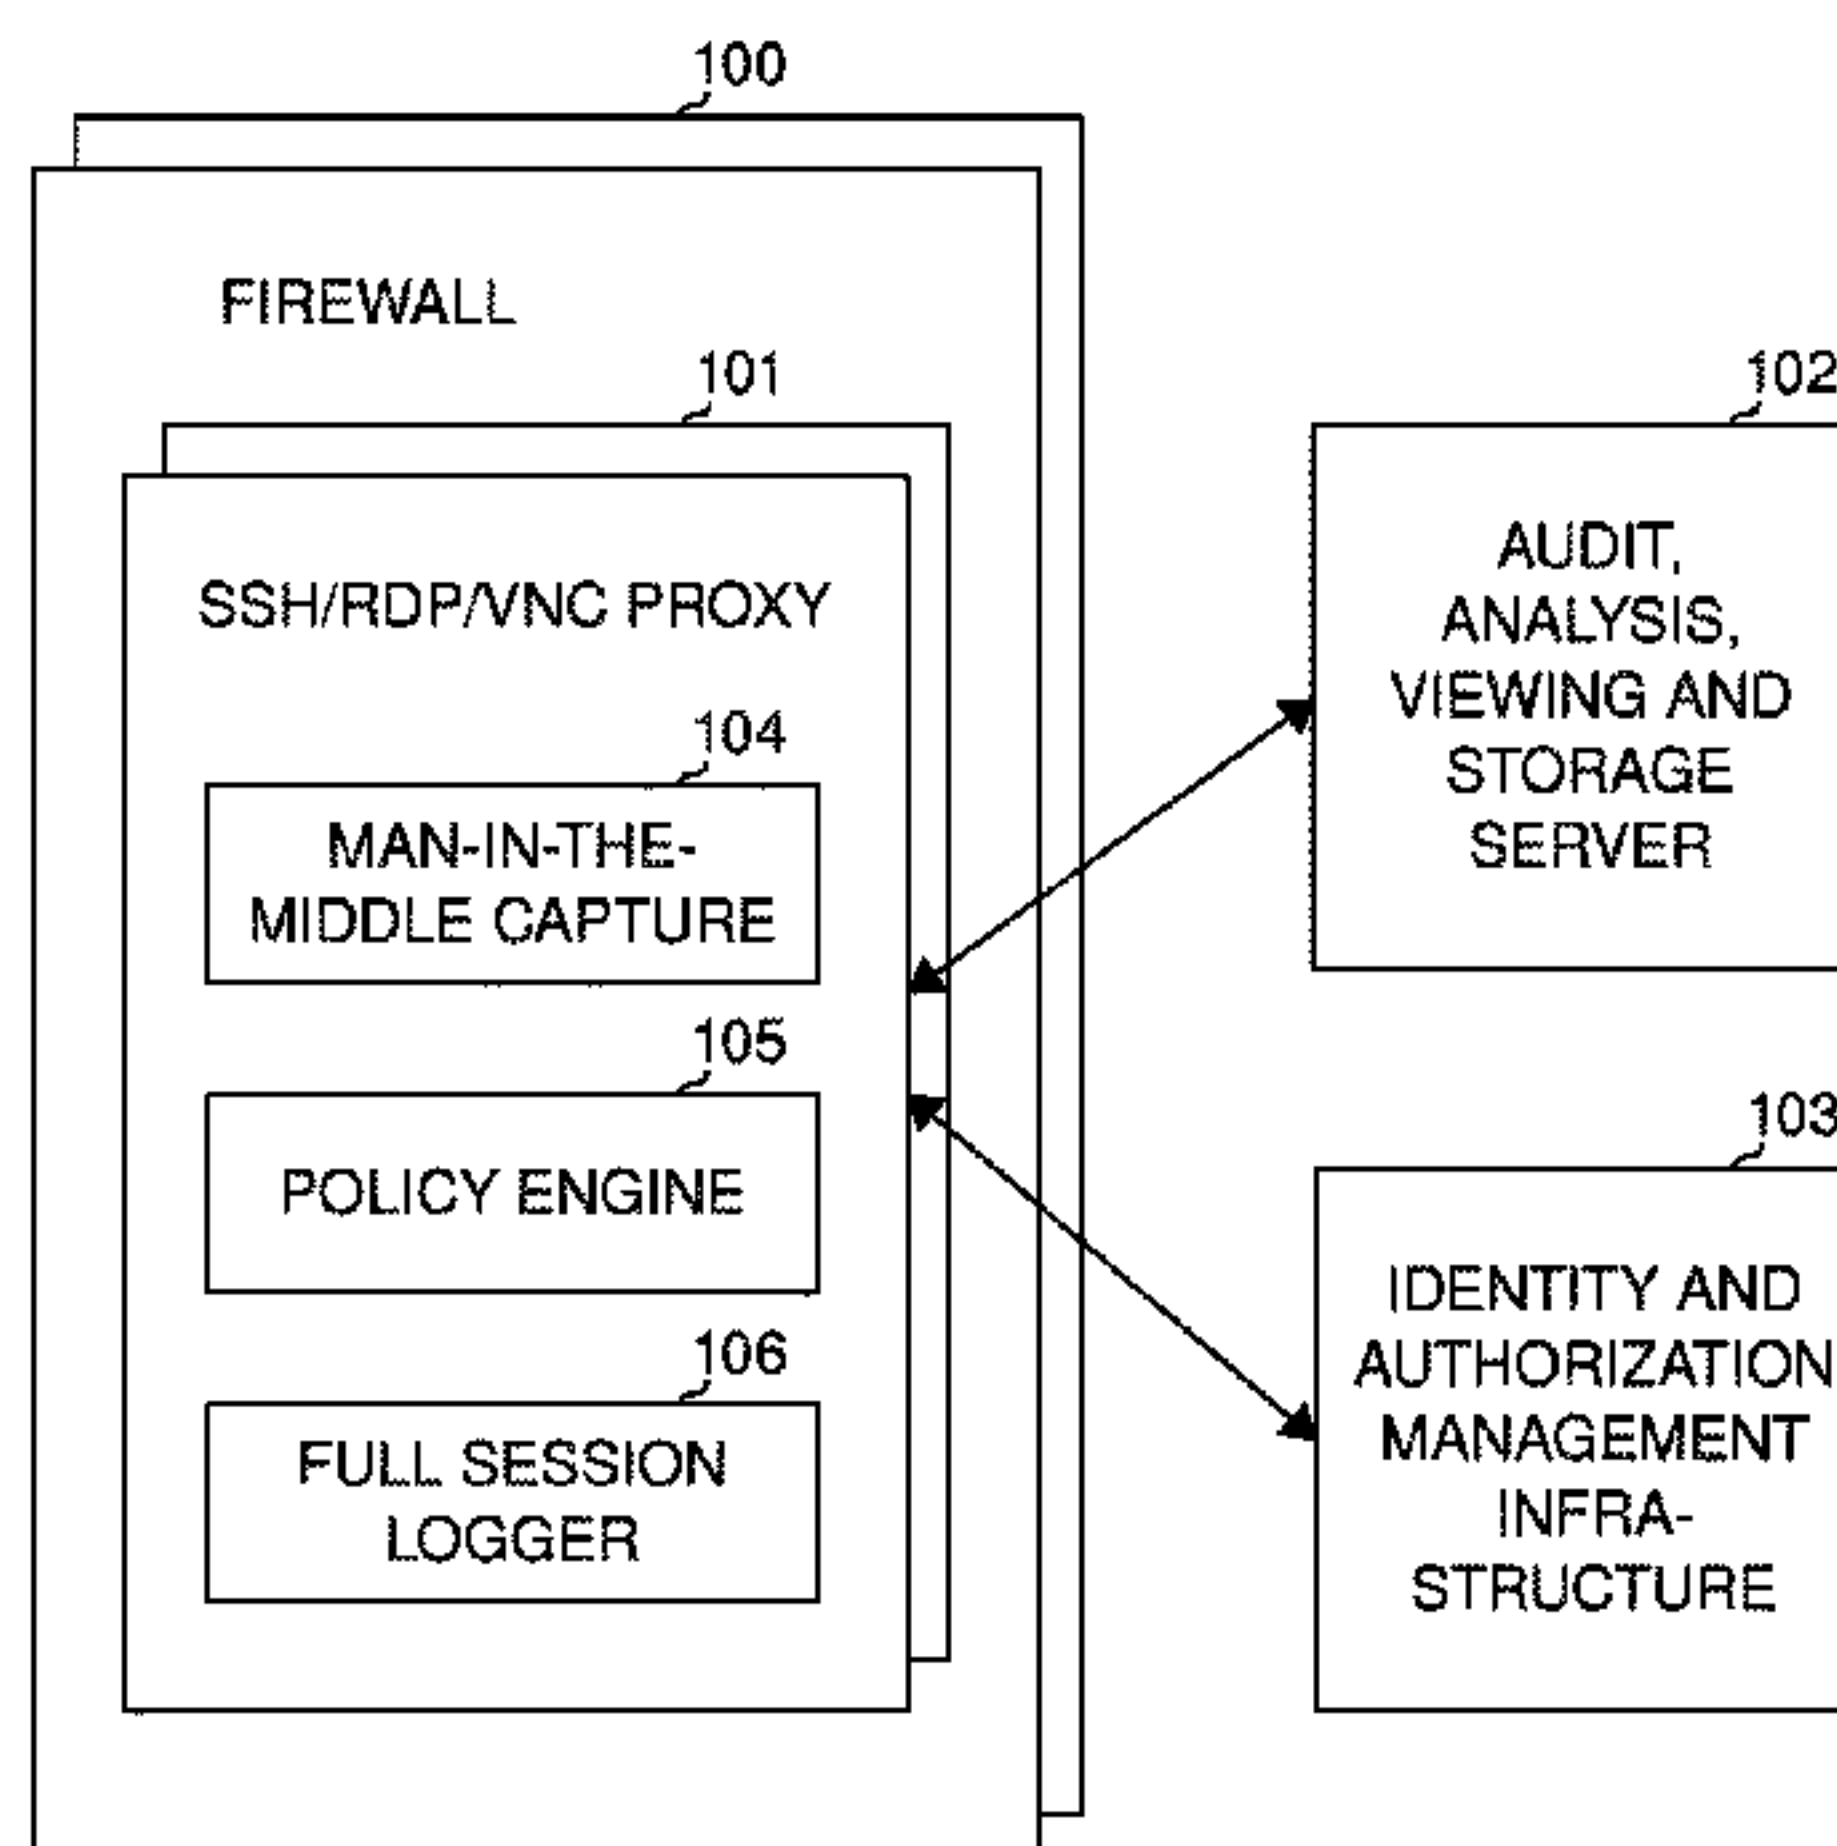 100
FIREWALL
101
SSH/RDP/VNC PROXY
104
MAN-IN-THE-
MIDDLE CAPTURE
105
POLICY ENGINE
106
FULL SESSION
LOGGER
102
AUDIT,
ANALYSIS,
VIEWING AND
STORAGE
SERVER
103
IDENTITY AND
AUTHORIZATION
MANAGEMENT
INFRA-
STRUCTURE